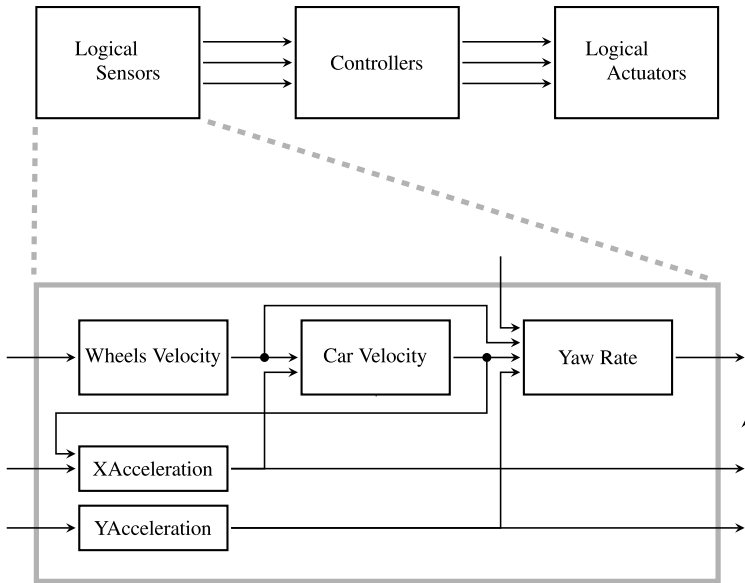 Logical
Sensors
Controllers
Logical
Actuators
Wheels Velocity
Car Velocity
Yaw Rate
XAcceleration
YAcceleration